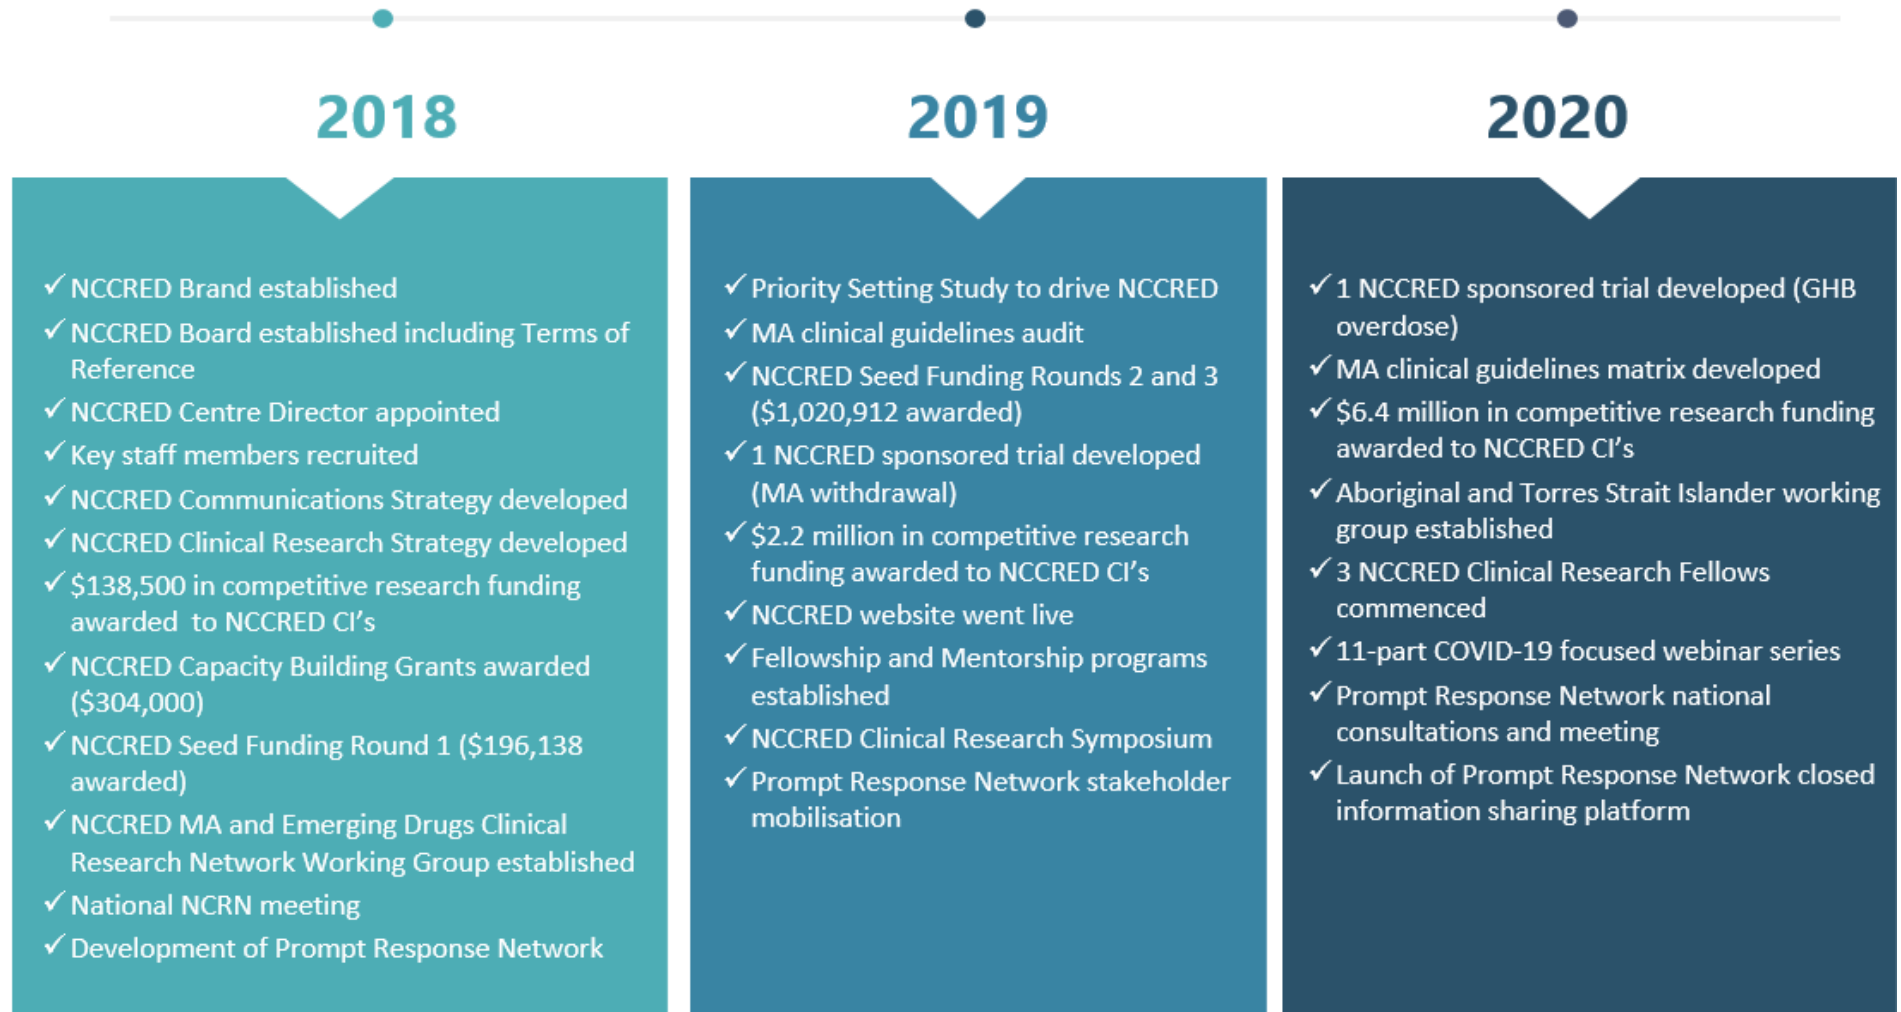 2018
✓ NCCRED Brand established
✓ NCCRED Board established including Terms of
Reference
✓ NCCRED Centre Director appointed
✓ Key staff members recruited
✓ NCCRED Communications Strategy developed
✓ NCCRED Clinical Research Strategy developed
✓ $138,500 in competitive research funding
awarded  to NCCRED CI’s
✓ NCCRED Capacity Building Grants awarded
($304,000)
✓ NCCRED Seed Funding Round 1 ($196,138
awarded)
✓ NCCRED MA and Emerging Drugs Clinical
Research Network Working Group established
✓ National NCRN meeting
✓ Development of Prompt Response Network
2019
✓ Priority Setting Study to drive NCCRED
✓ MA clinical guidelines audit
✓ NCCRED Seed Funding Rounds 2 and 3
($1,020,912 awarded)
✓ 1 NCCRED sponsored trial developed
(MA withdrawal)
✓ $2.2 million in competitive research
funding awarded to NCCRED CI’s
✓ NCCRED website went live
✓ Fellowship and Mentorship programs
established
✓ NCCRED Clinical Research Symposium
✓ Prompt Response Network stakeholder
mobilisation
2020
✓ 1 NCCRED sponsored trial developed (GHB
overdose)
✓ MA clinical guidelines matrix developed
✓ $6.4 million in competitive research funding
awarded to NCCRED CI’s
✓ Aboriginal and Torres Strait Islander working
group established
✓ 3 NCCRED Clinical Research Fellows
commenced
✓ 11-part COVID-19 focused webinar series
✓ Prompt Response Network national
consultations and meeting
✓ Launch of Prompt Response Network closed
information sharing platform